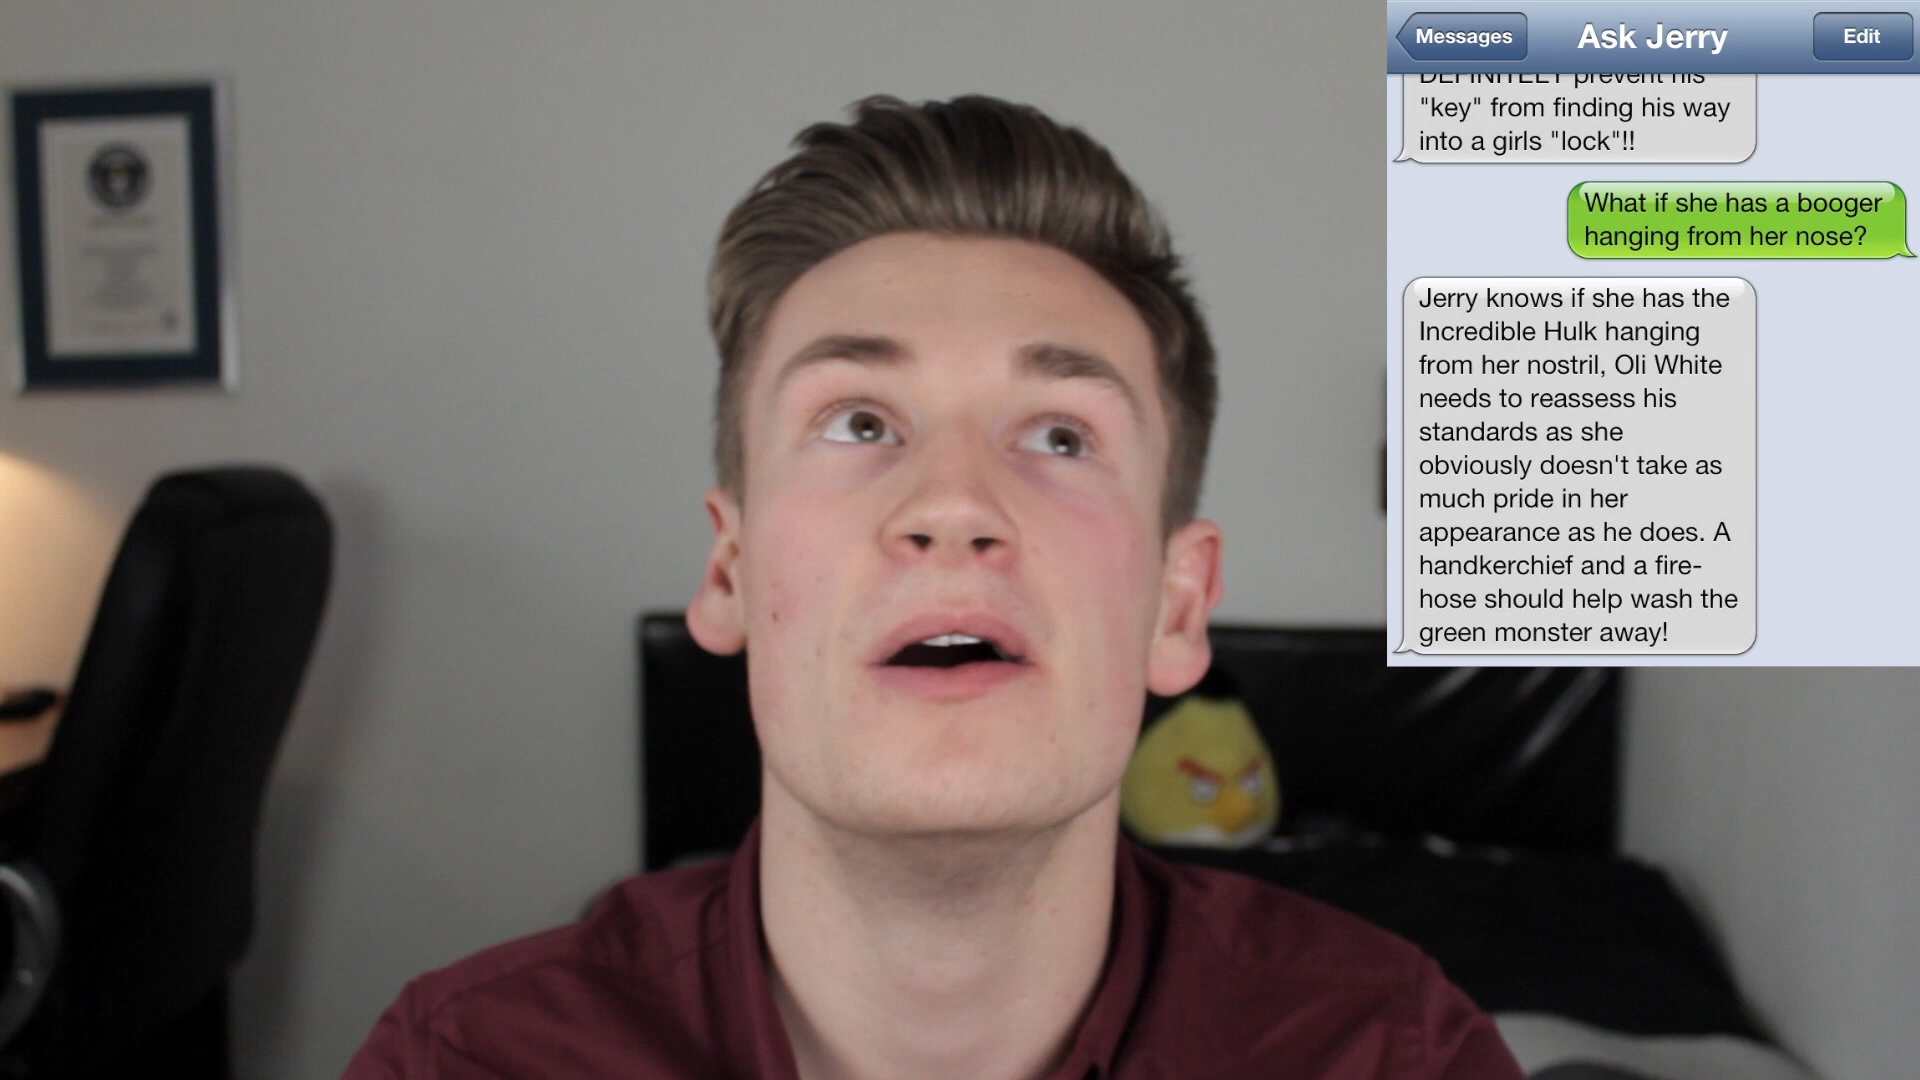 Messages
Ask Jerry
Edit
DEFINITELY prevent his
"key" from finding his way
into a girls "lock"!!
What if she has a booger
hanging from her nose?
Jerry knows if she has the
Incredible Hulk hanging
from her nostril, Oli White
needs to reassess his
standards as she
obviously doesn't take as
much pride in her
appearance as he does. A
handkerchief and a fire-
hose should help wash the
green monster away!